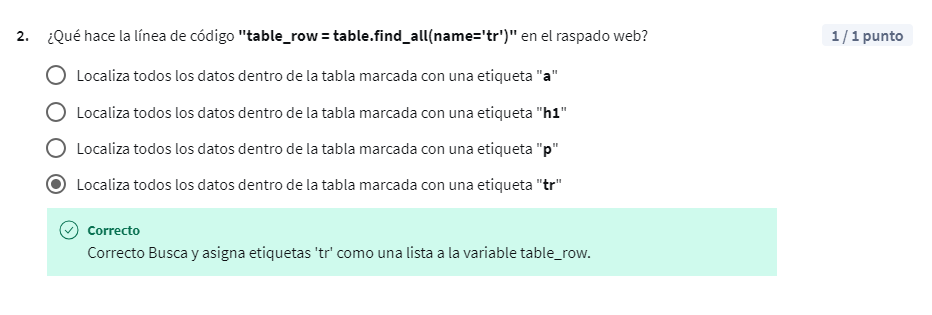 2. ¿Qué hace la línea de código "table_row = table.find_all(name='tr')" en el raspado web? 1 / 1 punto
Localiza todos los datos dentro de la tabla marcada con una etiqueta "a"
Localiza todos los datos dentro de la tabla marcada con una etiqueta "h1"
Localiza todos los datos dentro de la tabla marcada con una etiqueta "p"
Localiza todos los datos dentro de la tabla marcada con una etiqueta "tr"
Correcto
Correcto Busca y asigna etiquetas 'tr' como una lista a la variable table_row.